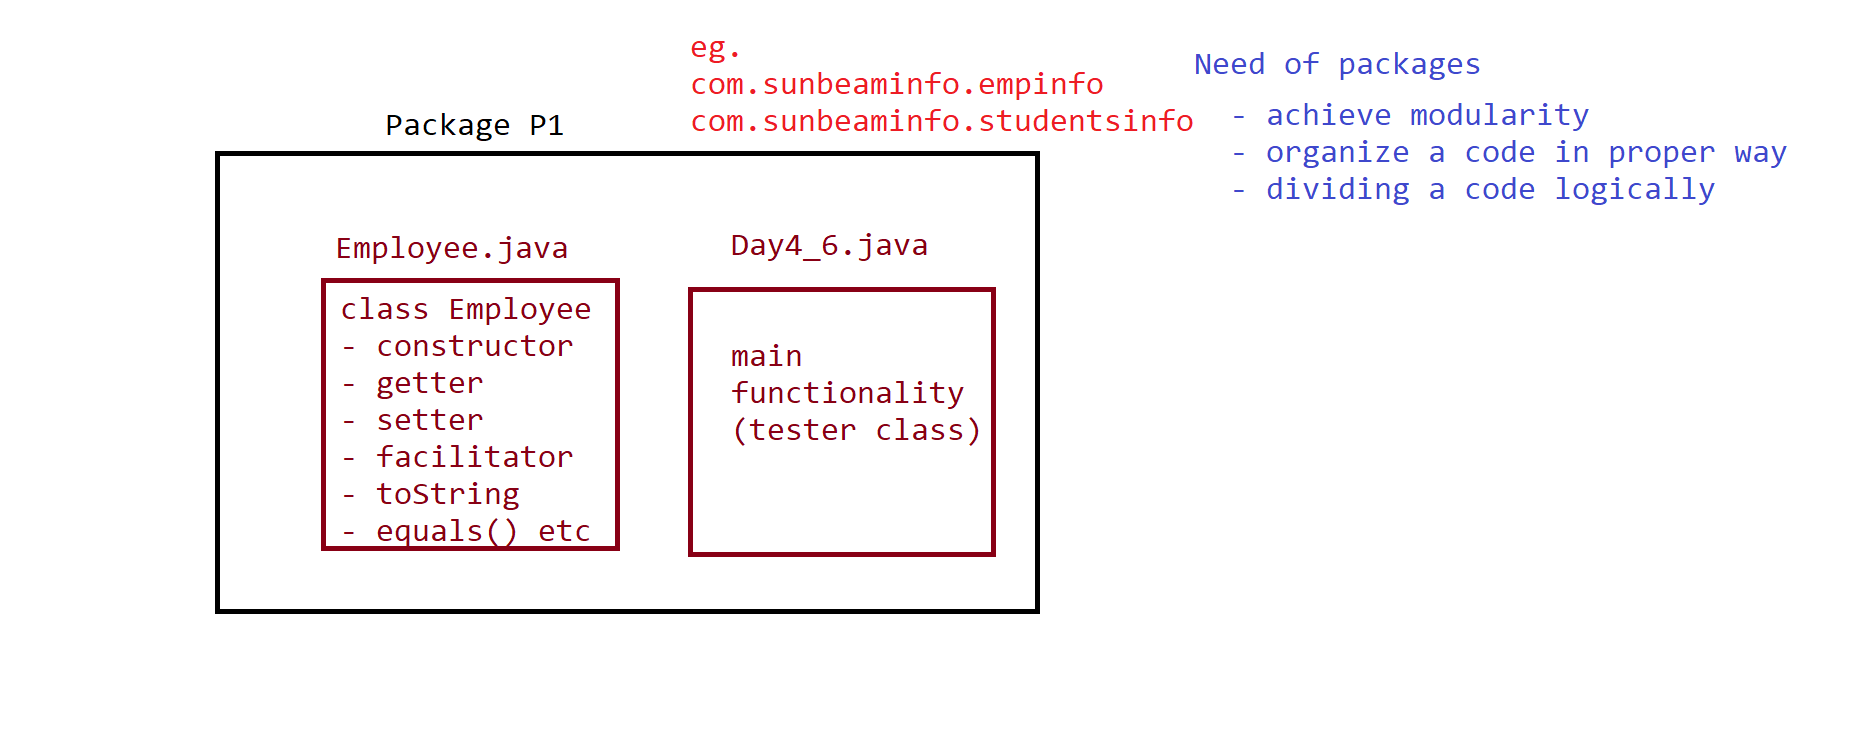 eg.
com.sunbeaminfo.empinfo
com.sunbeaminfo.studentsinfo
Need of packages
- achieve modularity
- organize a code in proper way
- dividing a code logically
Package P1
Employee.java
class Employee
- constructor
- getter
- setter
- facilitator
- toString
- equals() etc
Day4_6.java
main
functionality
(tester class)